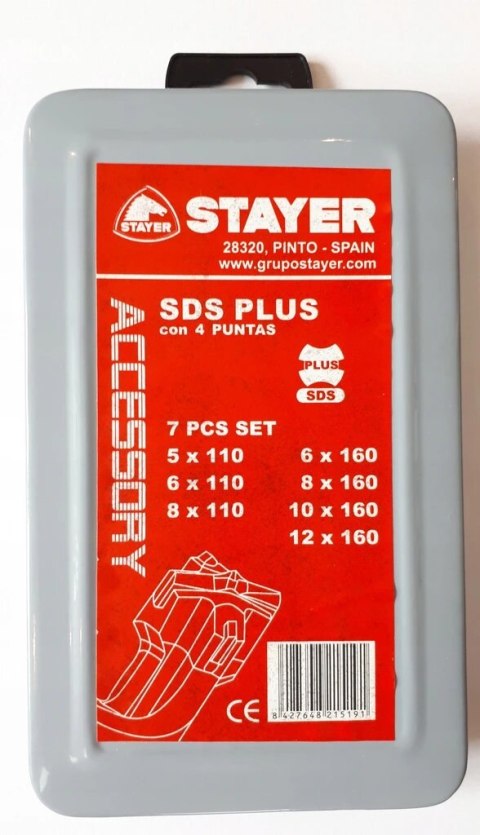 STAYER
STAYER
28320, PINTO - SPAIN
www.grupostayer.com
ACCESSORY
SDS PLUS
con 4 PUNTAS
PLUS
SDS
7 PCS SET
5 x 110
6 x 110
8 x 110
6 x 160
8 x 160
10 x 160
12 x 160
CE
8 427648 215191